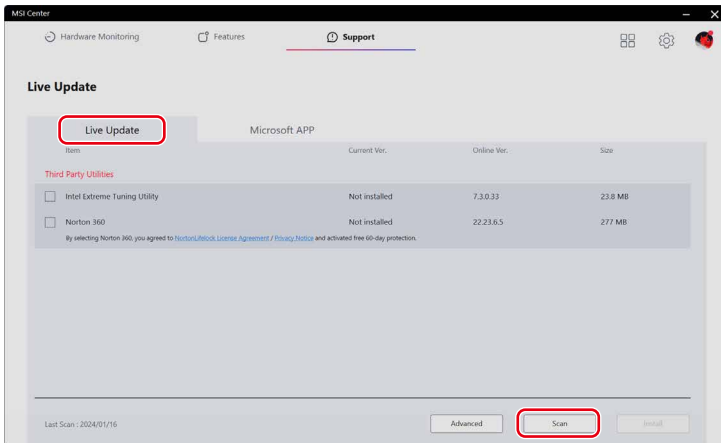 MSI Center
Hardware Monitoring Features Support
Live Update
Live Update Microsoft APP
Item Current Ver. Online Ver. Size
Third Party Utilities
Intel Extreme Tuning Utility Not installed 7.3.0.33 23.8 MB
Norton 360 Not installed 22.23.6.5 277 MB
By selecting Norton 360, you agreed to NortonLifelock License Agreement / Privacy Notice and activated free 60-day protection.
Last Scan : 2024/01/16 Advanced Scan Install